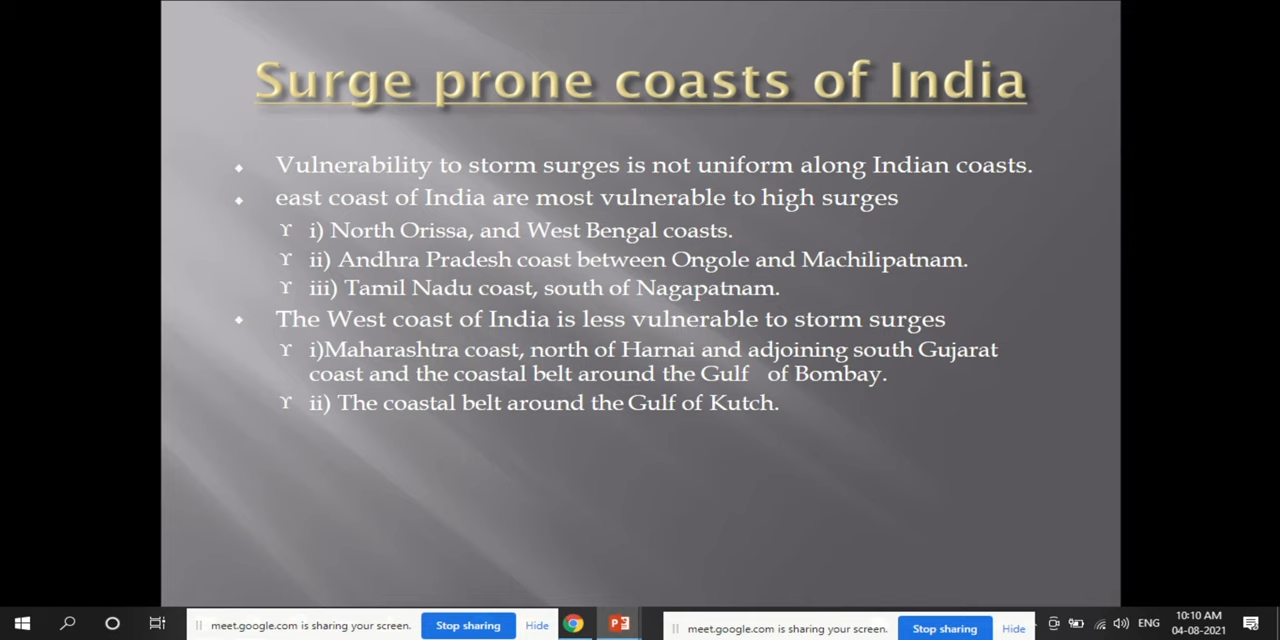 Surge prone coasts of India
Vulnerability to storm surges is not uniform along Indian coasts.
east coast of India are most vulnerable to high surges
i) North Orissa, and West Bengal coasts.
ii) Andhra Pradesh coast between Ongole and Machilipatnam.
iii) Tamil Nadu coast, south of Nagapatnam.
The West coast of India is less vulnerable to storm surges
i)Maharashtra coast, north of Harnai and adjoining south Gujarat
coast and the coastal belt around the Gulf of Bombay.
ii) The coastal belt around the Gulf of Kutch.
meet.google.com is sharing your screen. Stop sharing Hide
meet.google.com is sharing your screen. Stop sharing Hide
ENG
10:10 AM
04-08-2021